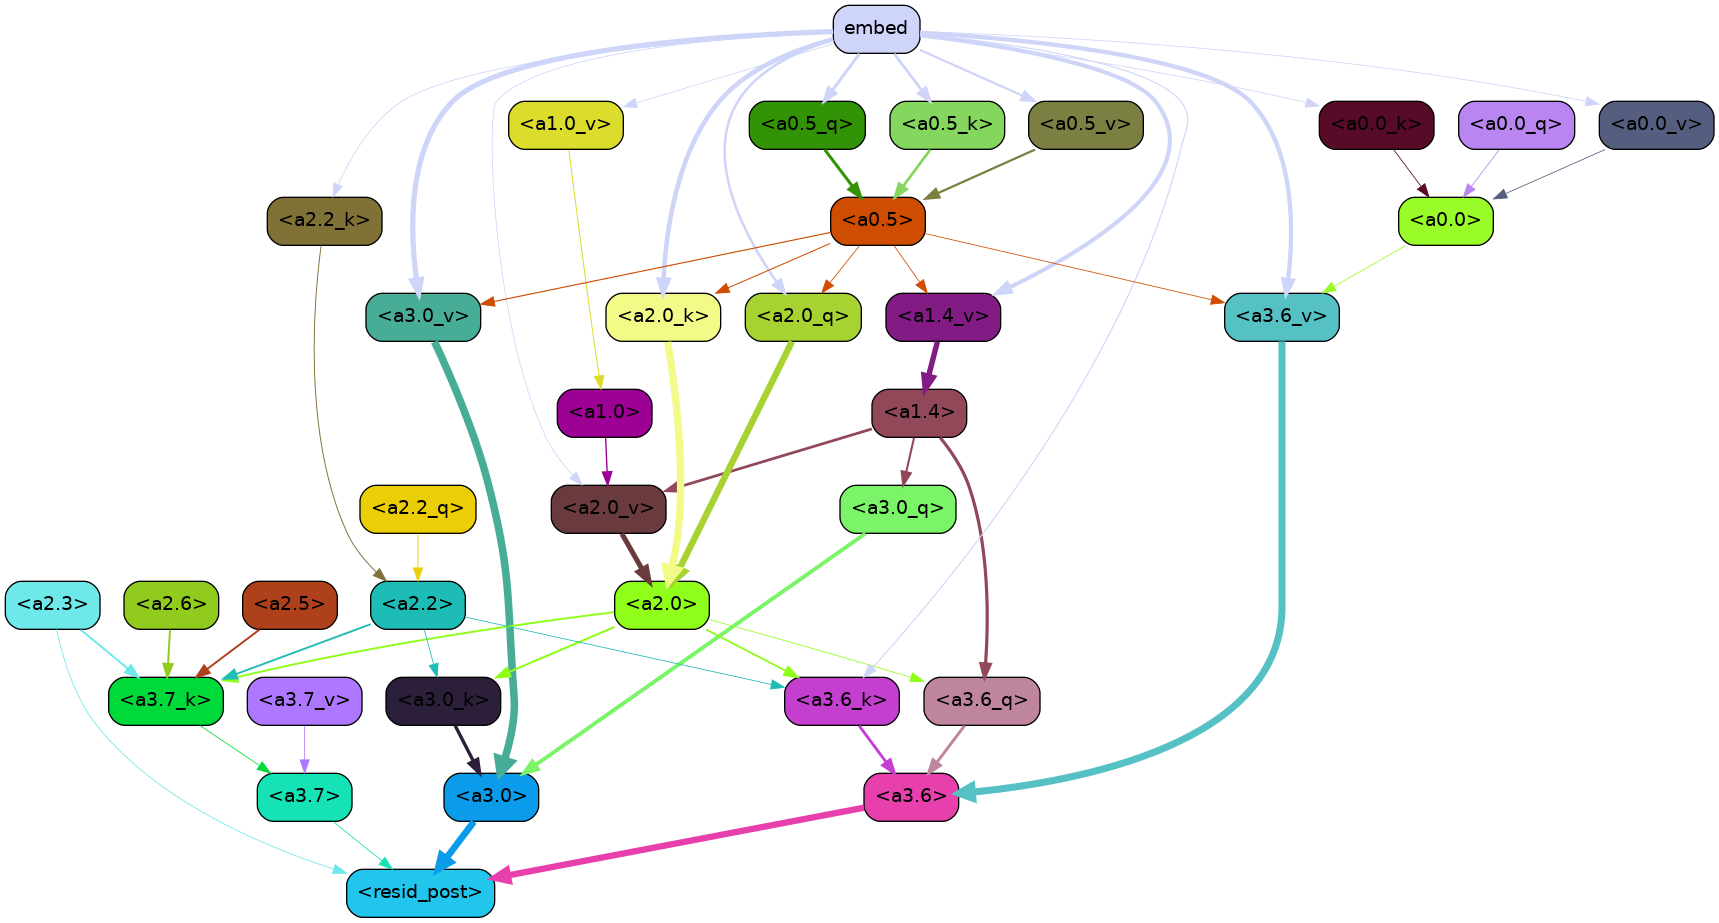 embed
<a1.0_v>
<a0.5_q>
<a0.5_k>
<a0.5_v>
<a0.0_k>
<a0.0_q>
<a0.0_v>
<a2.2_k>
<a0.5>
<a0.0>
<a3.0_v>
<a2.0_k>
<a2.0_q>
<a1.4_v>
<a3.6_v>
<a1.0>
<a1.4>
<a2.2_q>
<a2.0_v>
<a3.0_q>
<a2.3>
<a2.6>
<a2.5>
<a2.2>
<a2.0>
<a3.7_k>
<a3.7_v>
<a3.0_k>
<a3.6_k>
<a3.6_q>
<a3.7>
<a3.0>
<a3.6>
<resid_post>